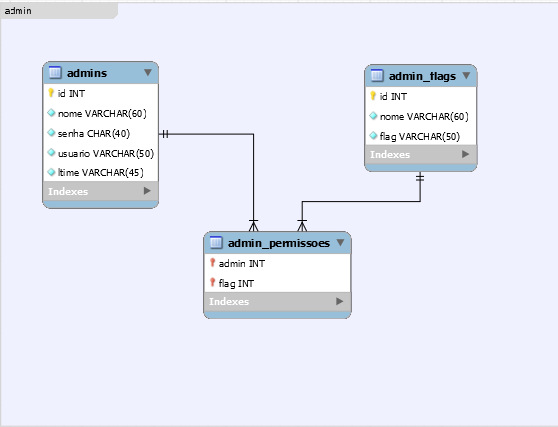 admin
admins
id INT
nome VARCHAR(60)
senha CHAR(40)
usuario VARCHAR(50)
ltime VARCHAR(45)
Indexes
admin_flags
id INT
nome VARCHAR(60)
flag VARCHAR(50)
Indexes
admin_permissoes
admin INT
flag INT
Indexes